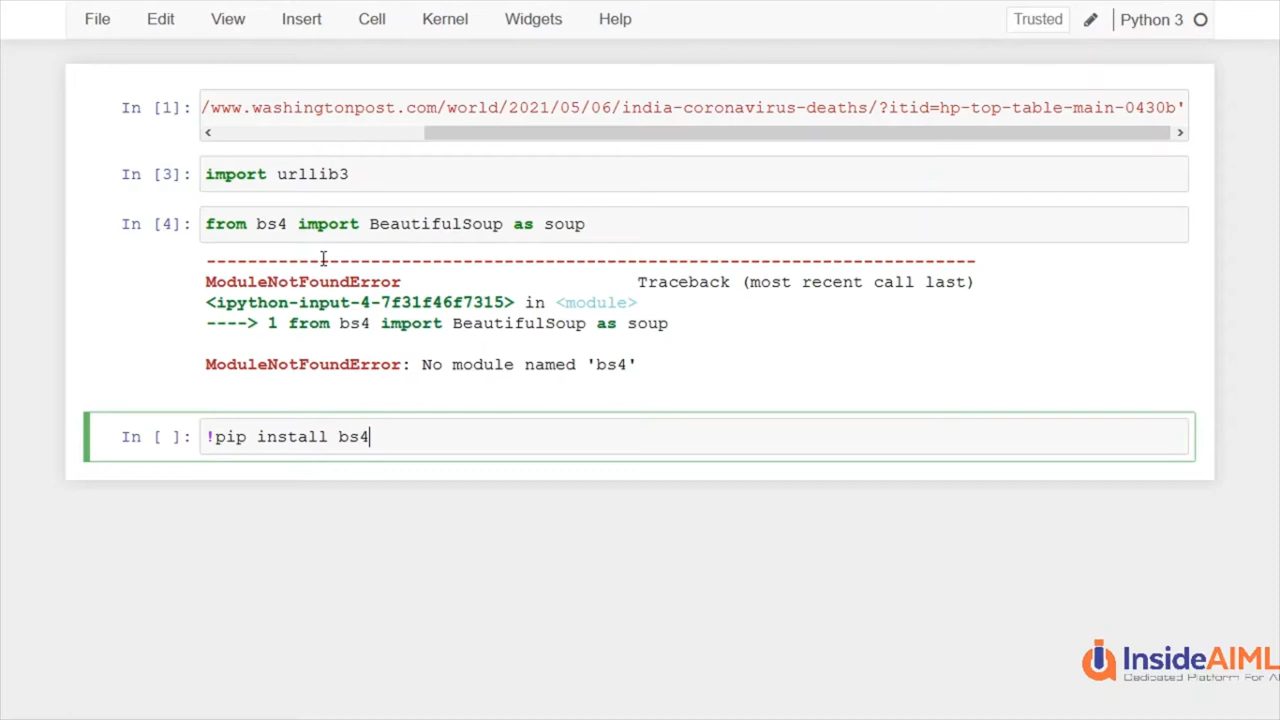 File Edit View Insert Cell Kernel Widgets Help Trusted Python 3
In [1]: /www.washingtonpost.com/world/2021/05/06/india-coronavirus-deaths/?itid=hp-top-table-main-0430b'
In [3]: import urllib3
In [4]: from bs4 import BeautifulSoup as soup
---------------------------------------------------------------------------
ModuleNotFoundError Traceback (most recent call last)
<ipython-input-4-7f31f46f7315> in <module>
----> 1 from bs4 import BeautifulSoup as soup
ModuleNotFoundError: No module named 'bs4'
In [ ]: !pip install bs4
InsideAIML
Dedicated Platform For A